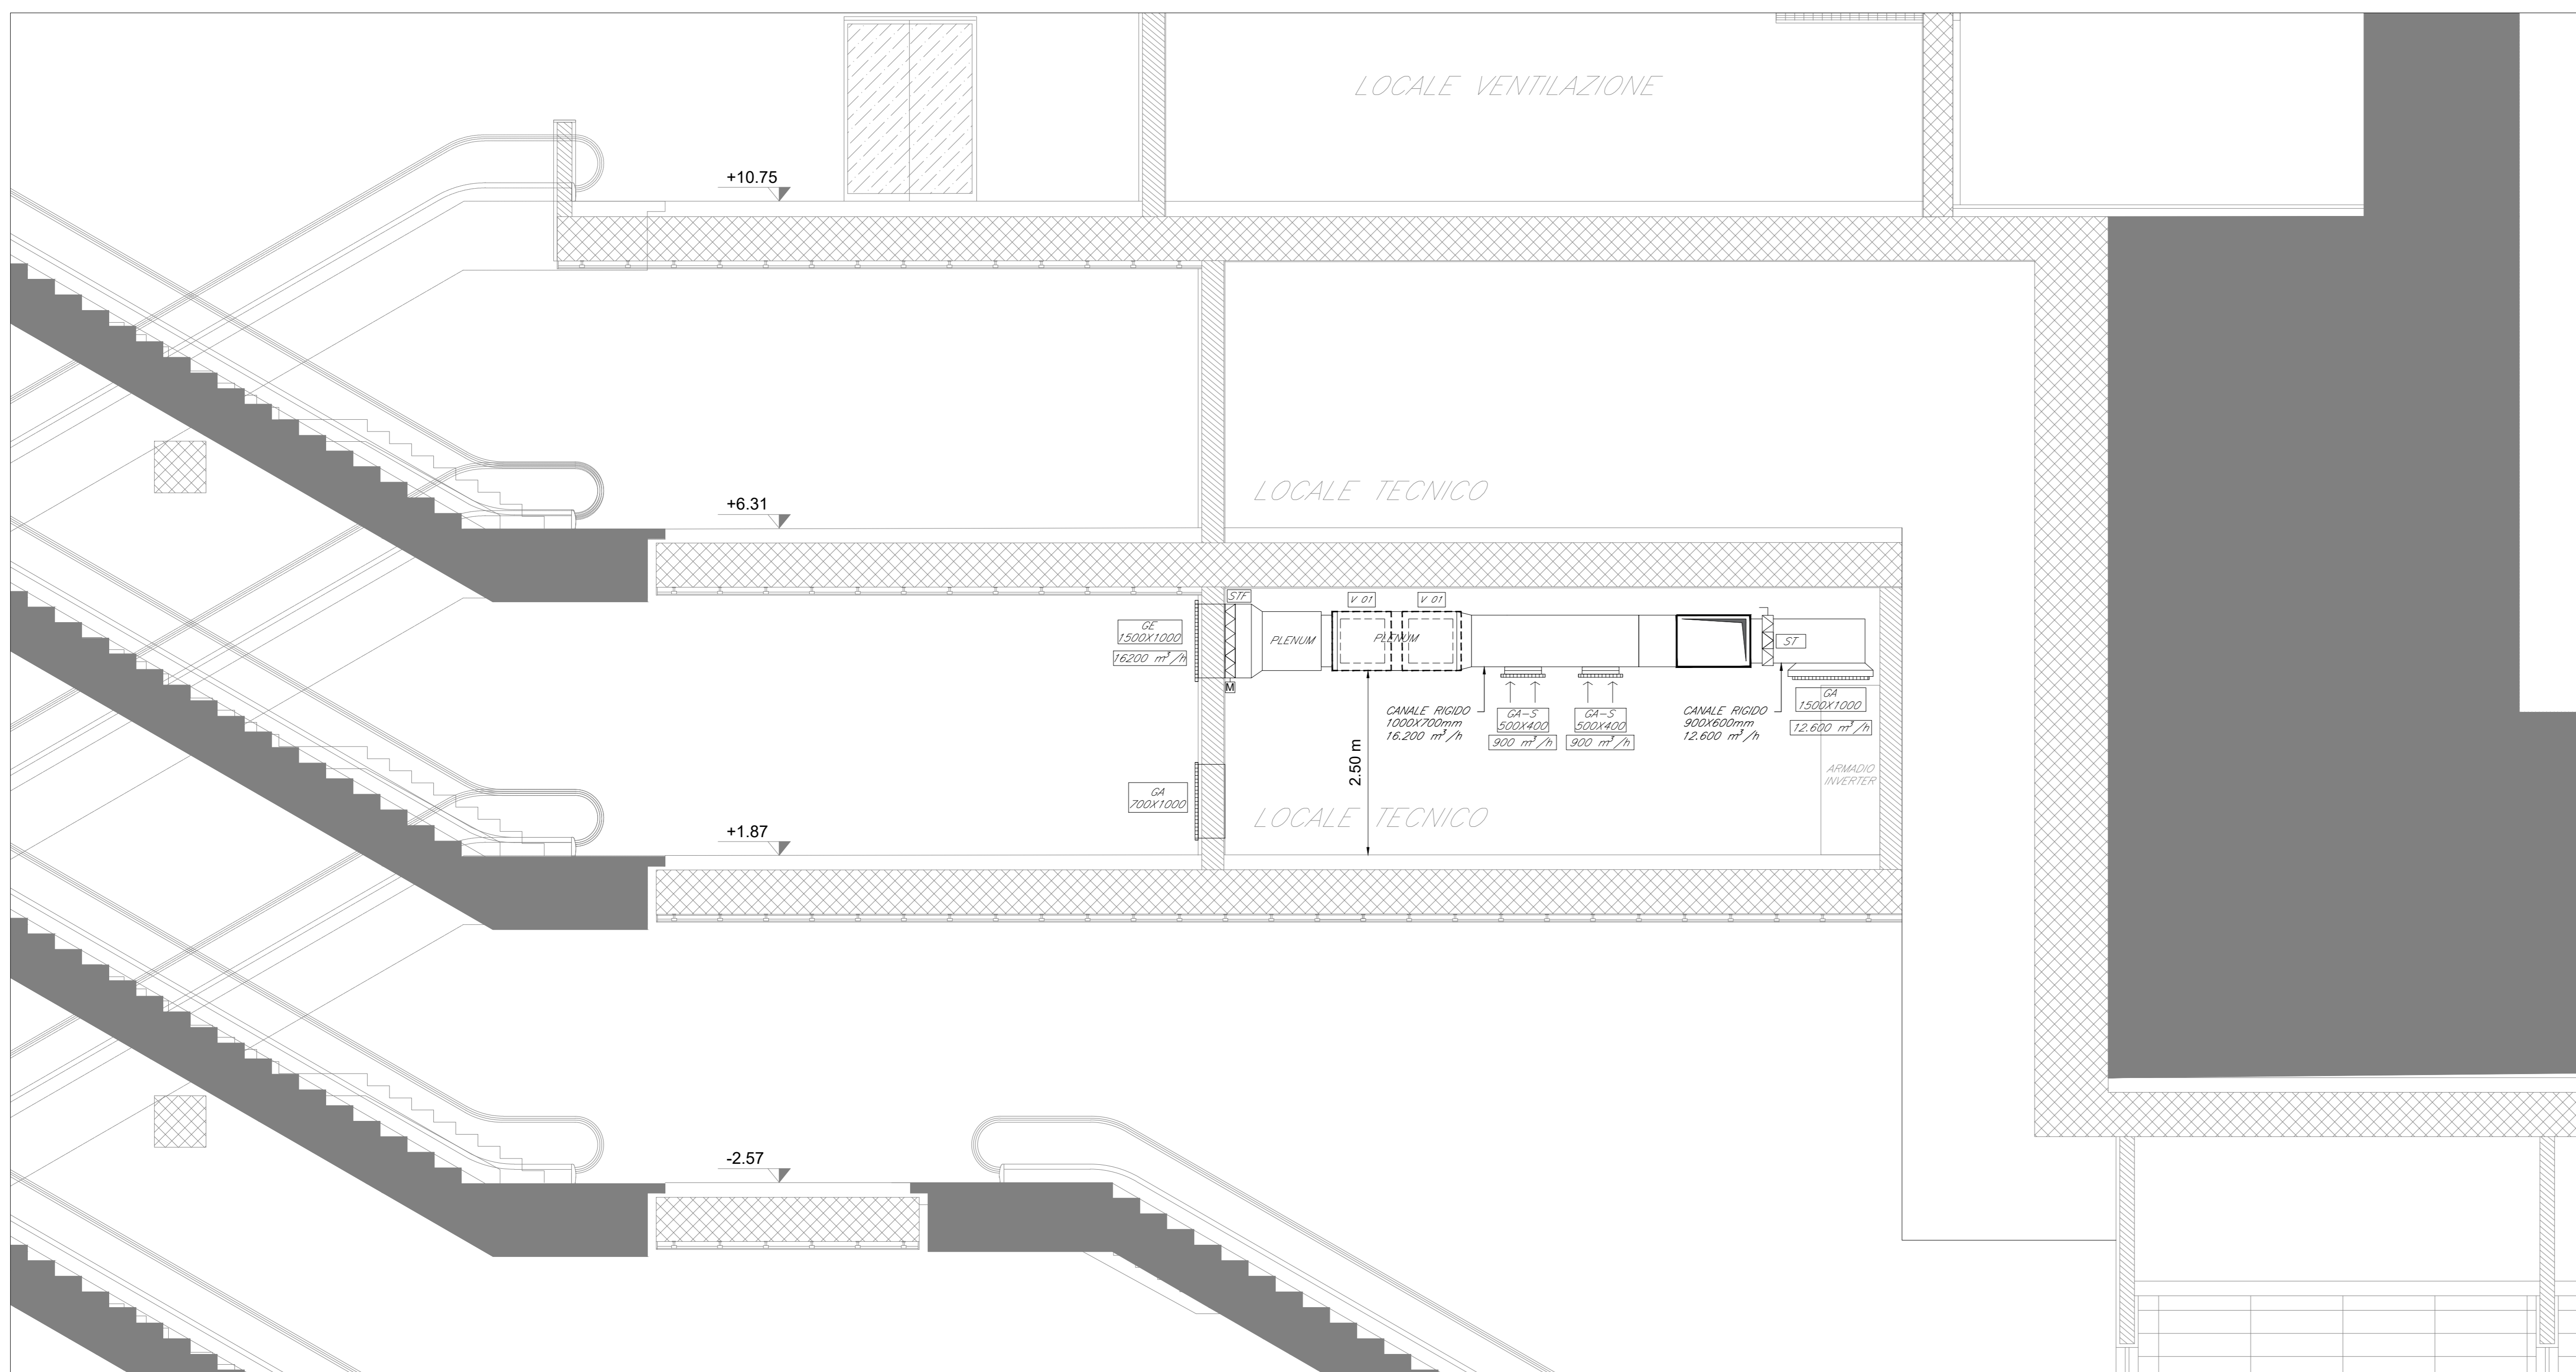 LOCALE VENTILAZIONE
+10.75
LOCALE TECNICO
+6.31
STF
V 01
V 01
GE
1500X1000
16200 m³/h
PLENUM
PLENUM
ST
M
CANALE RIGIDO
1000X700mm
16.200 m³/h
GA-S
500X400
900 m³/h
GA-S
500X400
900 m³/h
CANALE RIGIDO
900X600mm
12.600 m³/h
GA
1500X1000
12.600 m³/h
2.50 m
ARMADIO
INVERTER
GA
700X1000
LOCALE TECNICO
+1.87
-2.57